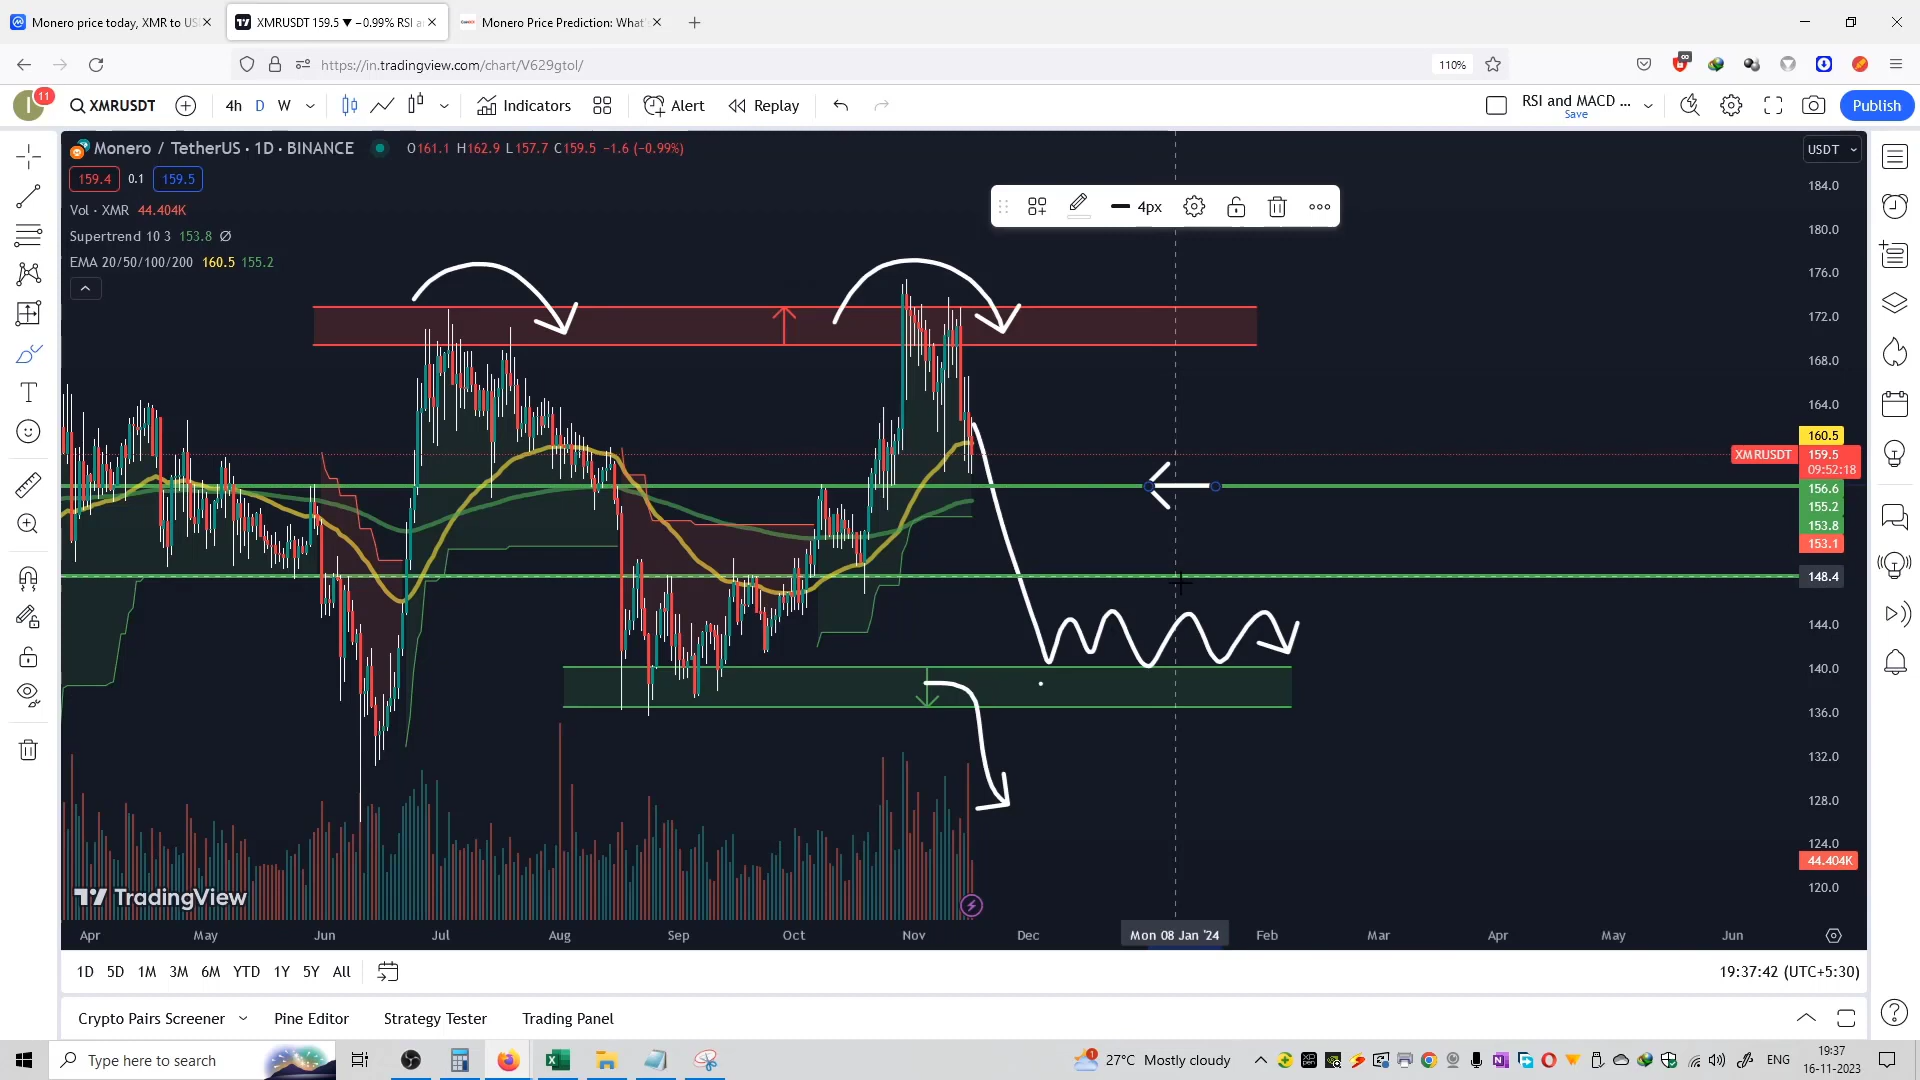 Monero price today, XMR to US
XMRUSDT 159.5 ▼ −0.99% RSI a
Monero Price Prediction: What'
https://in.tradingview.com/chart/V629gtol/
110%
I
11
XMRUSDT
4h D W
Indicators
Alert
Replay
RSI and MACD ...
Save
Publish
Monero / TetherUS · 1D · BINANCE
O161.1 H162.9 L157.7 C159.5 −1.6 (−0.99%)
159.4 0.1 159.5
Vol · XMR 44.404K
Supertrend 10 3 153.8 Ø
EMA 20/50/100/200 160.5 155.2
4px
USDT
184.0
180.0
176.0
172.0
168.0
164.0
160.5
XMRUSDT 159.5
09:52:18
156.6
155.2
153.8
153.1
148.4
144.0
140.0
136.0
132.0
128.0
124.0
44.404K
120.0
TradingView
Apr May Jun Jul Aug Sep Oct Nov Dec Mon 08 Jan '24 Feb Mar Apr May Jun
1D 5D 1M 3M 6M YTD 1Y 5Y All
19:37:42 (UTC+5:30)
Crypto Pairs Screener Pine Editor Strategy Tester Trading Panel
Type here to search
27°C Mostly cloudy
ENG
19:37
16-11-2023